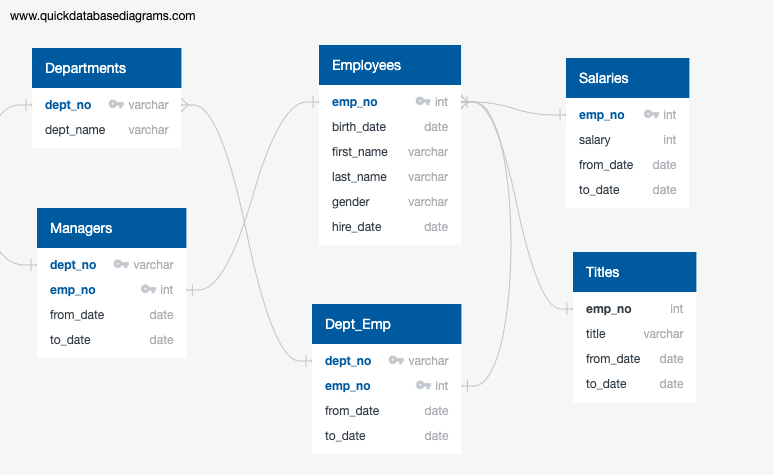 www.quickdatabasediagrams.com
Departments
dept_no varchar
dept_name varchar
Employees
emp_no int
birth_date date
first_name varchar
last_name varchar
gender varchar
hire_date date
Salaries
emp_no int
salary int
from_date date
to_date date
Managers
dept_no varchar
emp_no int
from_date date
to_date date
Titles
emp_no int
title varchar
from_date date
to_date date
Dept_Emp
dept_no varchar
emp_no int
from_date date
to_date date